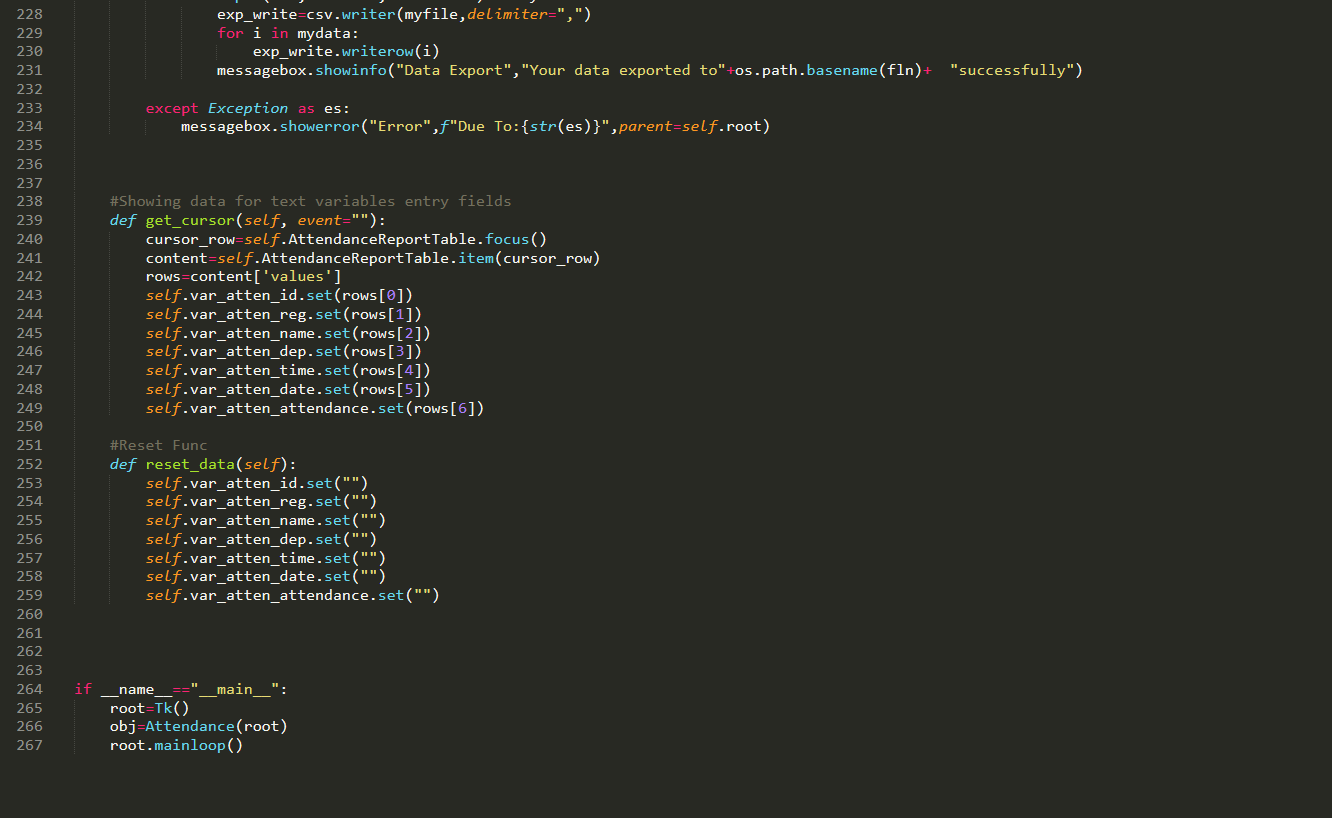 228 exp_write=csv.writer(myfile,delimiter=",")
229 for i in mydata:
230 exp_write.writerow(i)
231 messagebox.showinfo("Data Export","Your data exported to"+os.path.basename(fln)+  "successfully")
232
233 except Exception as es:
234 messagebox.showerror("Error",f"Due To:{str(es)}",parent=self.root)
235
236
237
238 #Showing data for text variables entry fields
239 def get_cursor(self, event=""):
240 cursor_row=self.AttendanceReportTable.focus()
241 content=self.AttendanceReportTable.item(cursor_row)
242 rows=content['values']
243 self.var_atten_id.set(rows[0])
244 self.var_atten_reg.set(rows[1])
245 self.var_atten_name.set(rows[2])
246 self.var_atten_dep.set(rows[3])
247 self.var_atten_time.set(rows[4])
248 self.var_atten_date.set(rows[5])
249 self.var_atten_attendance.set(rows[6])
250
251 #Reset Func
252 def reset_data(self):
253 self.var_atten_id.set("")
254 self.var_atten_reg.set("")
255 self.var_atten_name.set("")
256 self.var_atten_dep.set("")
257 self.var_atten_time.set("")
258 self.var_atten_date.set("")
259 self.var_atten_attendance.set("")
260
261
262
263
264 if __name__=="__main__":
265 root=Tk()
266 obj=Attendance(root)
267 root.mainloop()